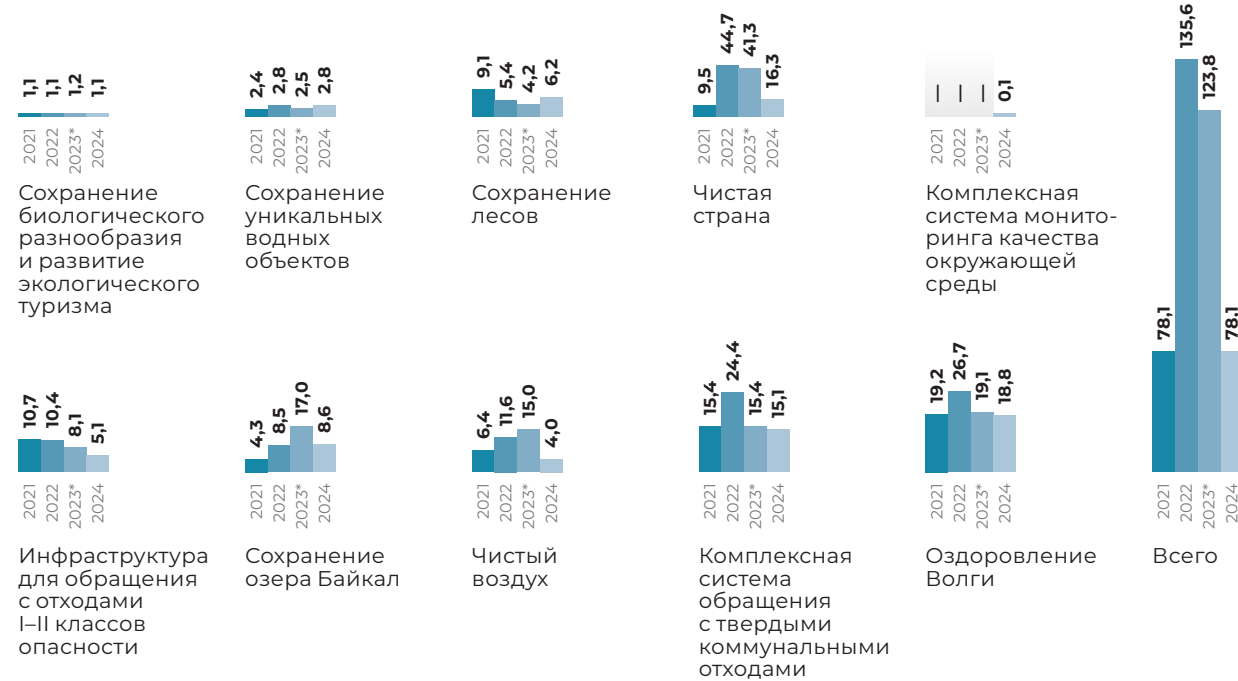 1,1
1,1
1,2
1,1
2021
2022
2023*
2024
Сохранение
биологического
разнообразия
и развитие
экологического
туризма
2,4
2,8
2,5
2,8
2021
2022
2023*
2024
Сохранение
уникальных
водных
объектов
9,1
5,4
4,2
6,2
2021
2022
2023*
2024
Сохранение
лесов
9,5
44,7
41,3
16,3
2021
2022
2023*
2024
Чистая
страна
—
—
—
0,1
2021
2022
2023*
2024
Комплексная
система монито-
ринга качества
окружающей
среды
10,7
10,4
8,1
5,1
2021
2022
2023*
2024
Инфраструктура
для обращения
с отходами
I–II классов
опасности
4,3
8,5
17,0
8,6
2021
2022
2023*
2024
Сохранение
озера Байкал
6,4
11,6
15,0
4,0
2021
2022
2023*
2024
Чистый
воздух
15,4
24,4
15,4
15,1
2021
2022
2023*
2024
Комплексная
система
обращения
с твердыми
коммунальными
отходами
19,2
26,7
19,1
18,8
2021
2022
2023*
2024
Оздоровление
Волги
78,1
135,6
123,8
78,1
2021
2022
2023*
2024
Всего